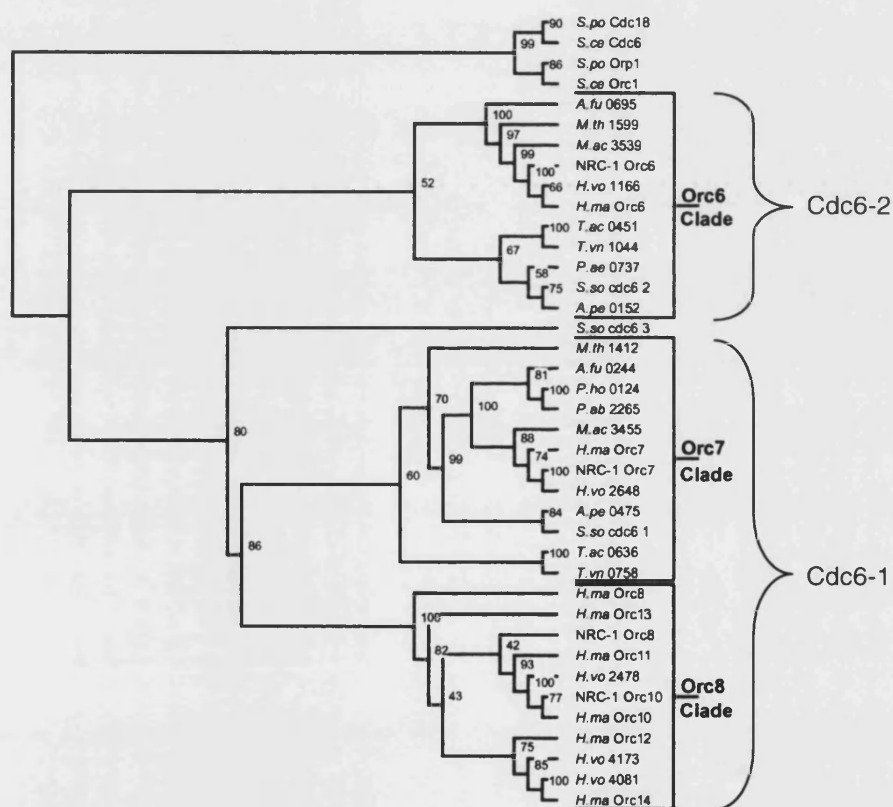 90 S.po Cdc18
99 S.ce Cdc6
86 S.po Orp1
S.ce Orc1
A.fu 0695
100 M.th 1599
97 M.ac 3539
99
100 NRC-1 Orc6
52 66 H.vo 1166
H.ma Orc6
Orc6 Clade
Cdc6-2
100 T.ac 0451
67 T.vn 1044
58 P.ae 0737
75 S.so cdc6 2
A.pe 0152
S.so cdc6 3
M.th 1412
81 A.fu 0244
70 100 100 P.ho 0124
P.ab 2265
80 88 M.ac 3455
74 H.ma Orc7
Orc7 Clade
60 99 100 NRC-1 Orc7
H.vo 2648
84 A.pe 0475
S.so cdc6 1
86 100 T.ac 0636
T.vn 0758
Cdc6-1
H.ma Orc8
100 H.ma Orc13
82 42 NRC-1 Orc8
93 H.ma Orc11
100 H.vo 2478
43 77 NRC-1 Orc10
H.ma Orc10
Orc8 Clade
75 H.ma Orc12
85 H.vo 4173
100 H.vo 4081
H.ma Orc14